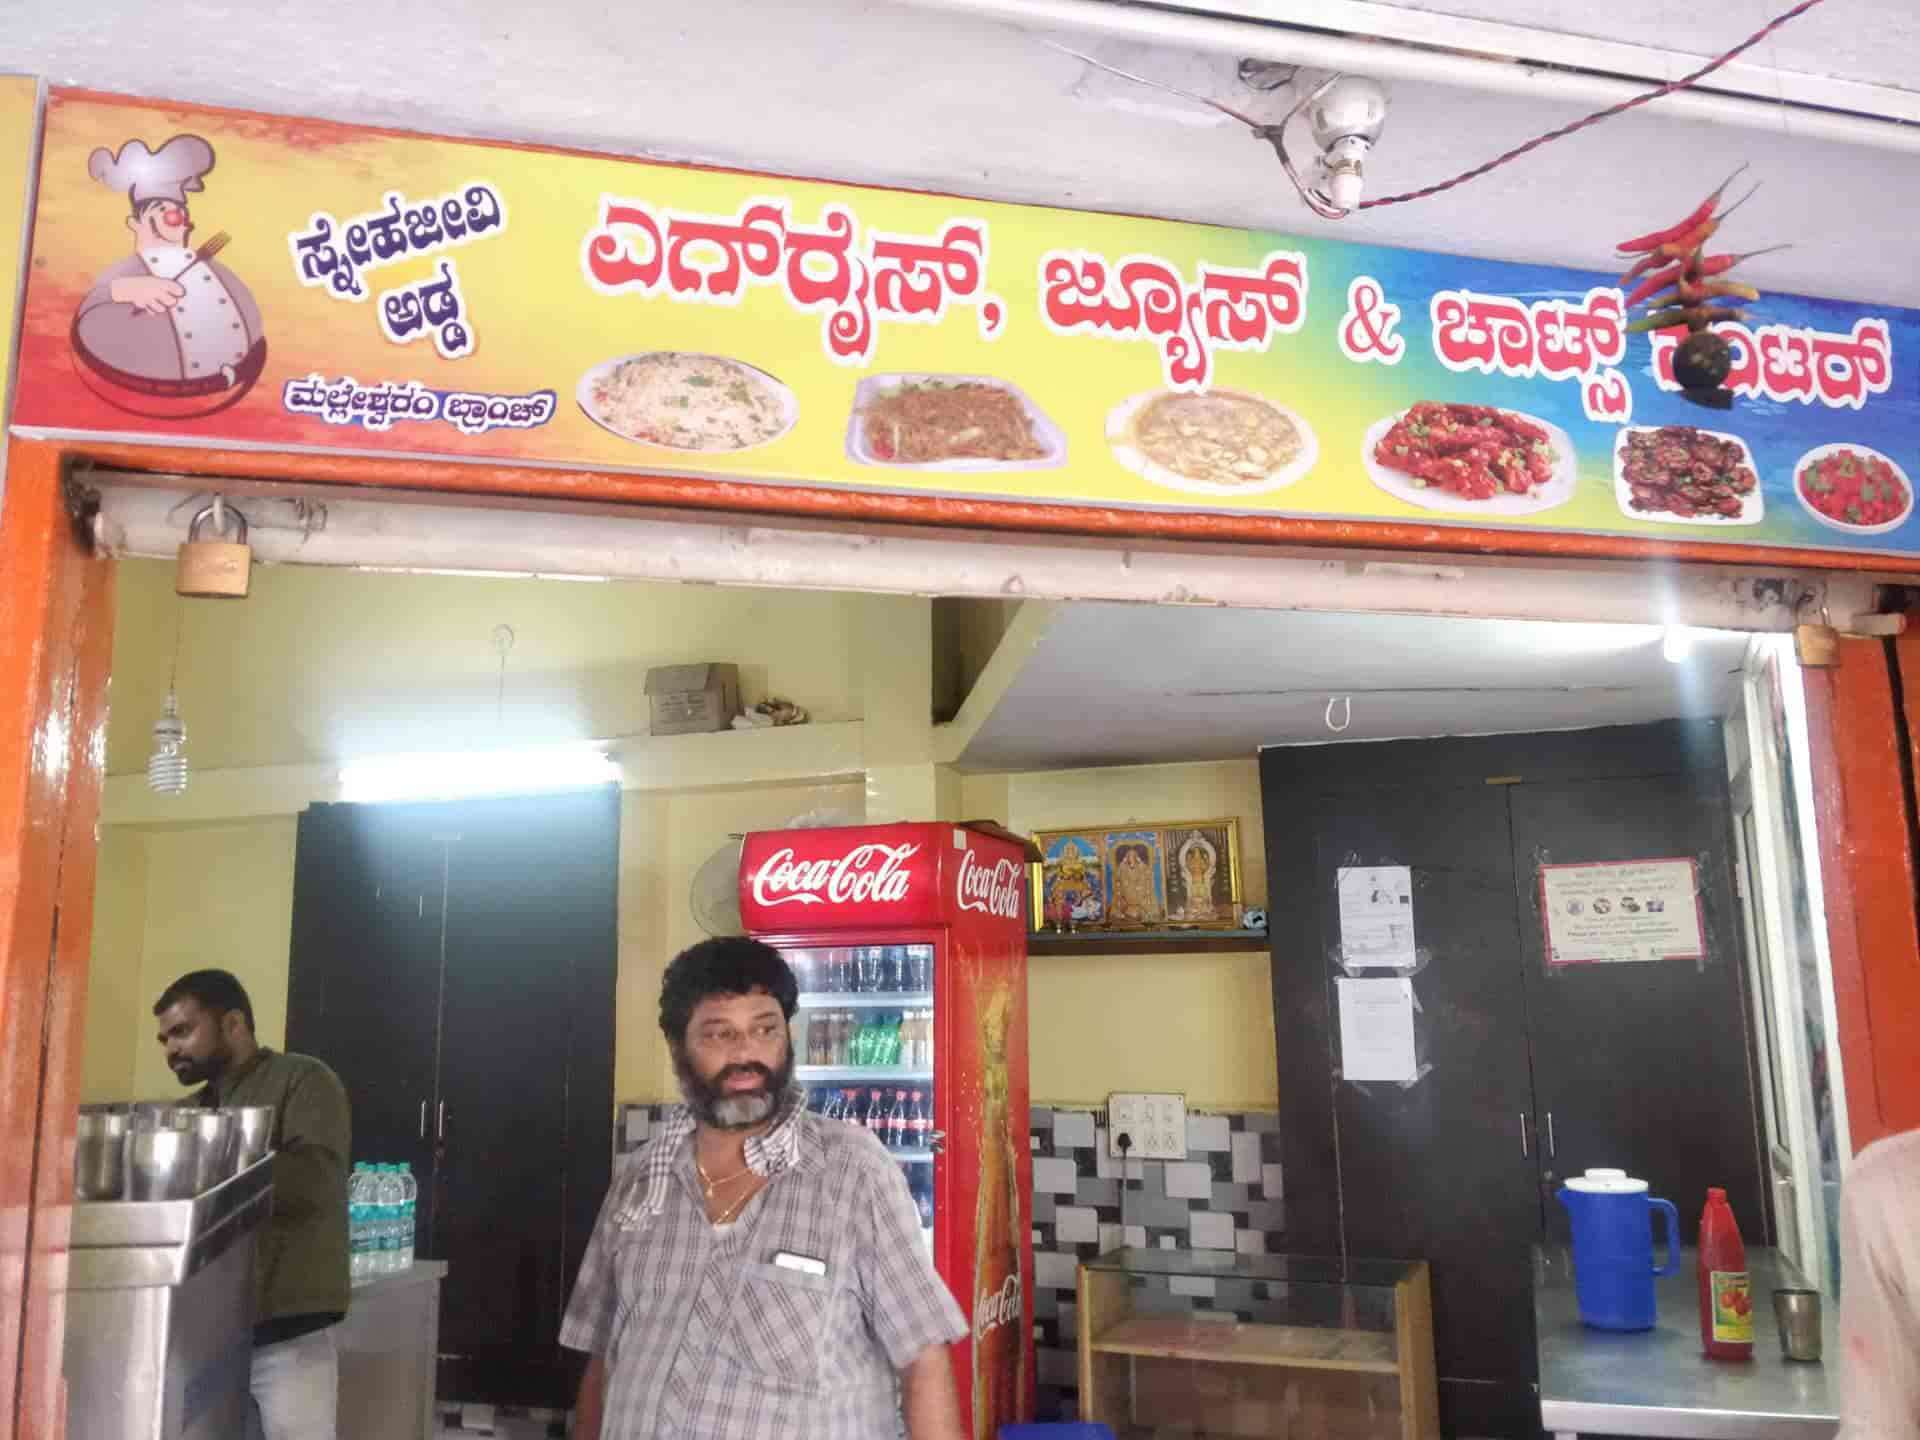 ಸ್ನೇಹಜೀವಿ
ಅಡ್ಡ
ಮಲ್ಲೇಶ್ವರಂ ಬ್ರಾಂಚ್
ಎಗ್‌ರೈಸ್, ಜ್ಯೂಸ್ & ಚಾಟ್ಸ್
Coca-Cola
Coca-Cola
Coca-Cola